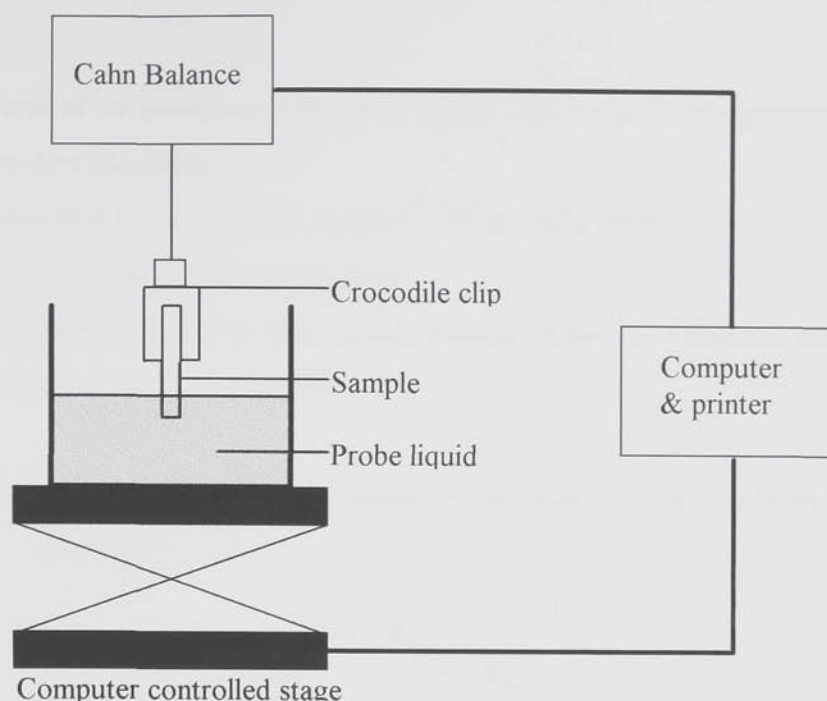 Cahn Balance
Crocodile clip
Sample
Probe liquid
Computer
& printer
Computer controlled stage